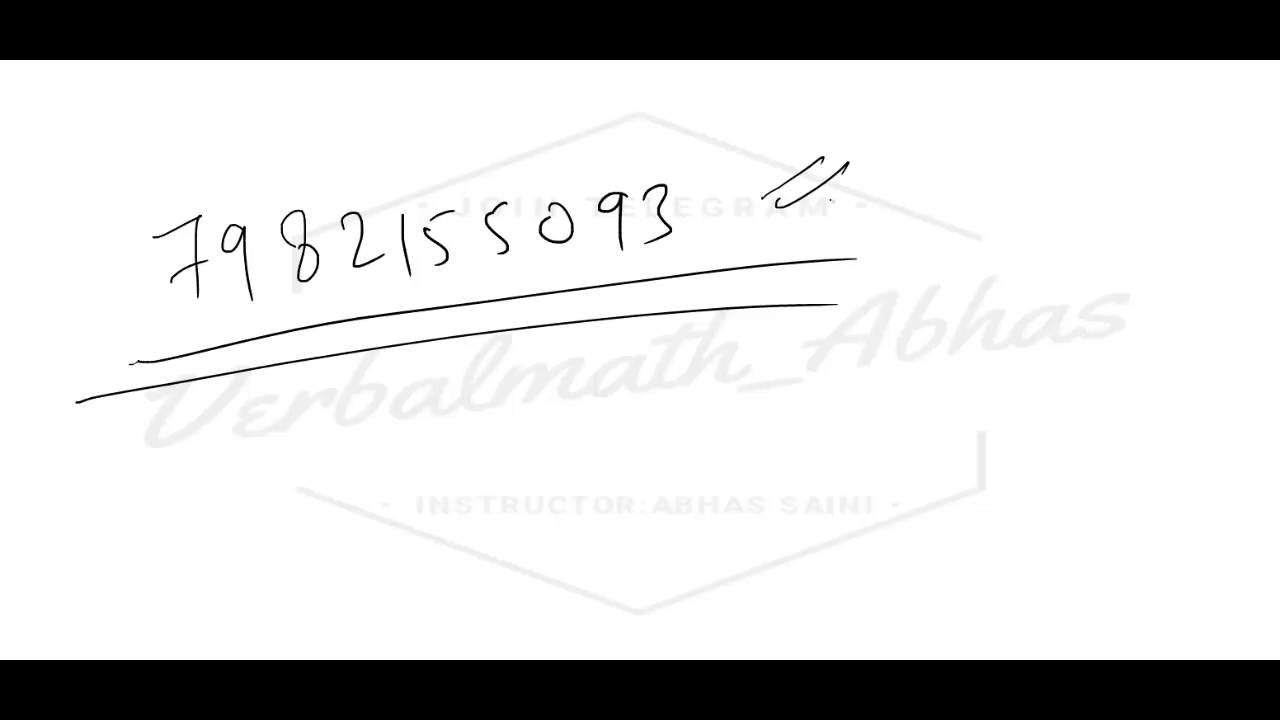 7982155093
· JOIN TELEGRAM ·
Verbalmath_Abhas
- INSTRUCTOR:ABHAS SAINI -